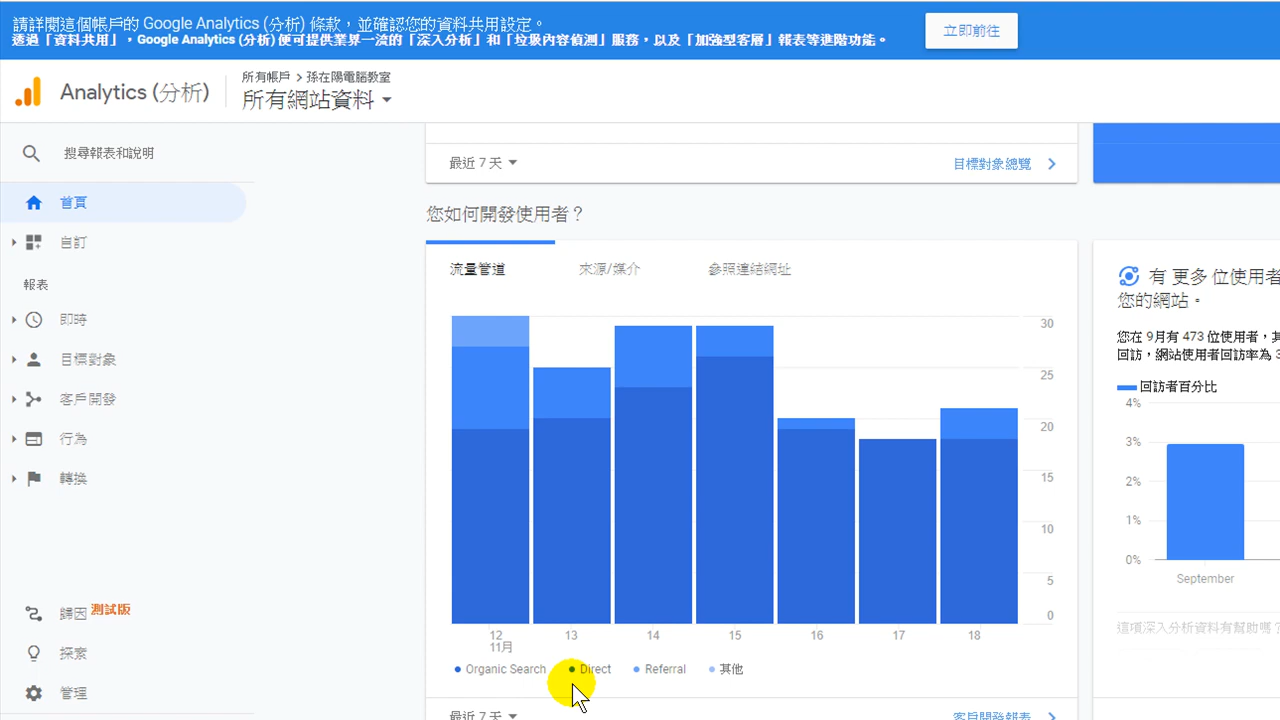 請詳閱這個帳戶的 Google Analytics (分析) 條款，並確認您的資料共用設定。
透過「資料共用」，Google Analytics (分析) 便可提供業界一流的「深入分析」和「垃圾內容偵測」服務，以及「加強型客層」報表等進階功能。
立即前往
Analytics (分析)
所有帳戶 > 孫在陽電腦教室
所有網站資料
搜尋報表和說明
首頁
自訂
報表
即時
目標對象
客戶開發
行為
轉換
歸因 測試版
探索
管理
最近 7 天
目標對象總覽
您如何開發使用者？
流量管道
來源/媒介
參照連結網址
30
25
20
15
10
5
0
12
11月
13
14
15
16
17
18
Organic Search
Direct
Referral
其他
最近 7 天
客戶開發報表
有 更多 位使用者
您的網站。
您在 9月有 473 位使用者，其
回訪，網站使用者回訪率為 3
回訪者百分比
4%
3%
2%
1%
0%
September
這項深入分析資料有幫助嗎？